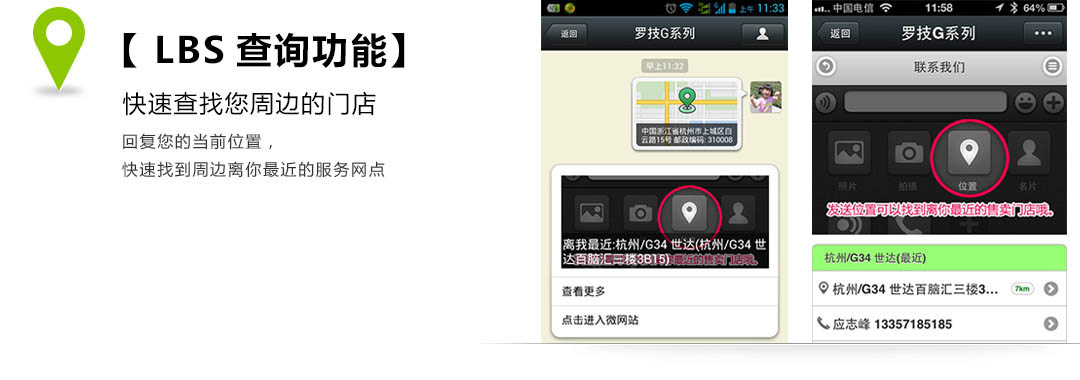 【 LBS 查询功能】
快速查找您周边的门店
回复您的当前位置，
快速找到周边离你最近的服务网点
上午 11:33
返回
罗技G系列
早上11:32
中国浙江省杭州市上城区白
云路15号 邮政编码: 310008
离我最近:杭州/G34 世达(杭州/G34 世
达百脑汇三楼3B15)
最近的售卖门店哦。
查看更多
点击进入微网站
中国电信
11:58
64%
返回
罗技G系列
联系我们
照片
拍摄
位置
名片
发送位置可以找到离你最近的售卖门店哦。
杭州/G34 世达(最近)
杭州/G34 世达百脑汇三楼3...
7km
应志峰 13357185185